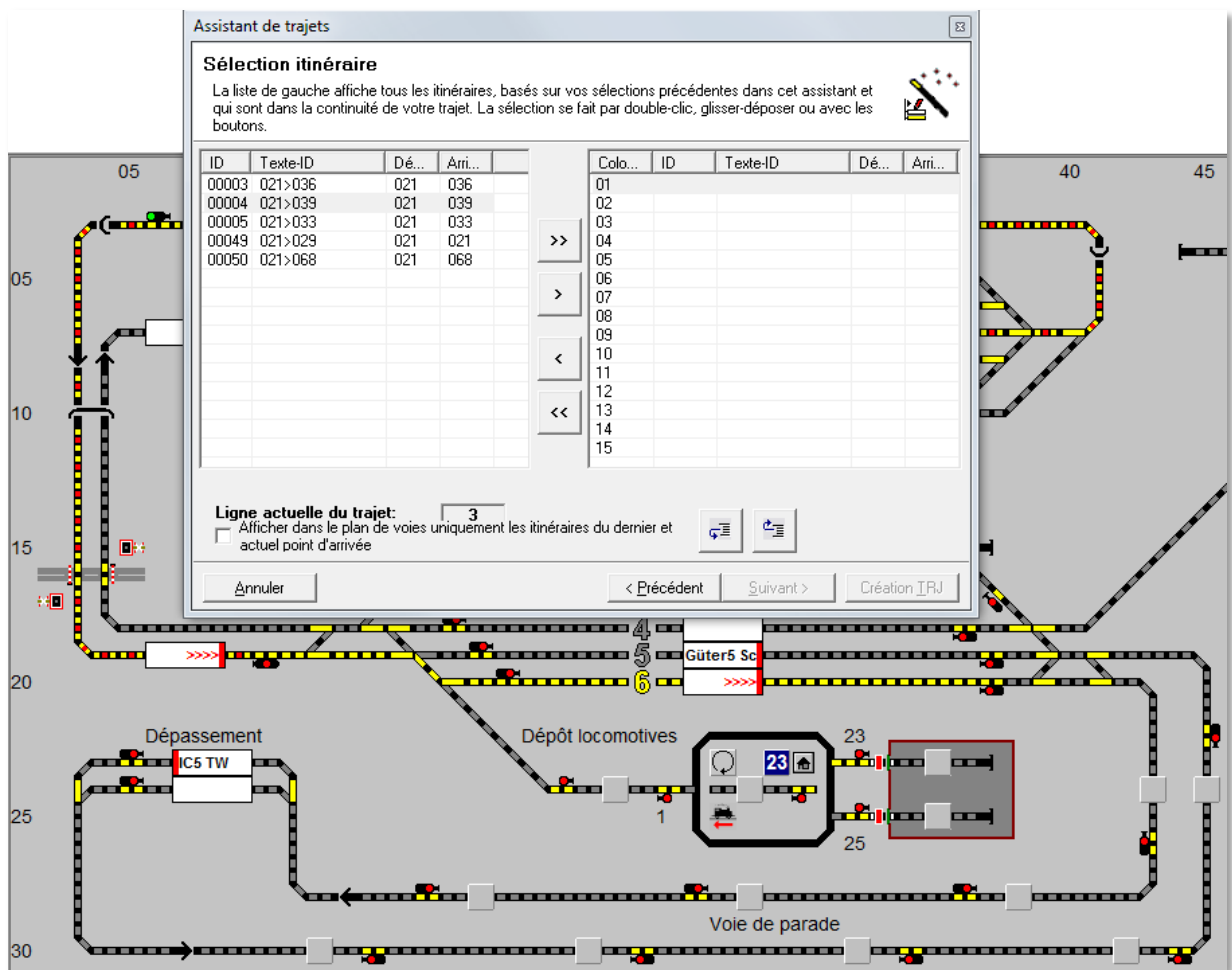 Assistant de trajets
Sélection itinéraire
La liste de gauche affiche tous les itinéraires, basés sur vos sélections précédentes dans cet assistant et
qui sont dans la continuité de votre trajet. La sélection se fait par double-clic, glisser-déposer ou avec les
boutons.
ID Texte-ID Dé... Arri...
00003 021>036 021 036
00004 021>039 021 039
00005 021>033 021 033
00049 021>029 021 021
00050 021>068 021 068
>>
>
<
<<
Colo... ID Texte-ID Dé... Arri...
01
02
03
04
05
06
07
08
09
10
11
12
13
14
15
Ligne actuelle du trajet: 3
Afficher dans le plan de voies uniquement les itinéraires du dernier et
actuel point d'arrivée
Annuler
< Précédent
Suivant >
Création TRJ
05 40 45
05
10
15
4
>>>> 5 Güter5 Sc
20 6 >>>>
Dépassement Dépôt locomotives 23
IC5 TW 23
25 1 25
Voie de parade
30